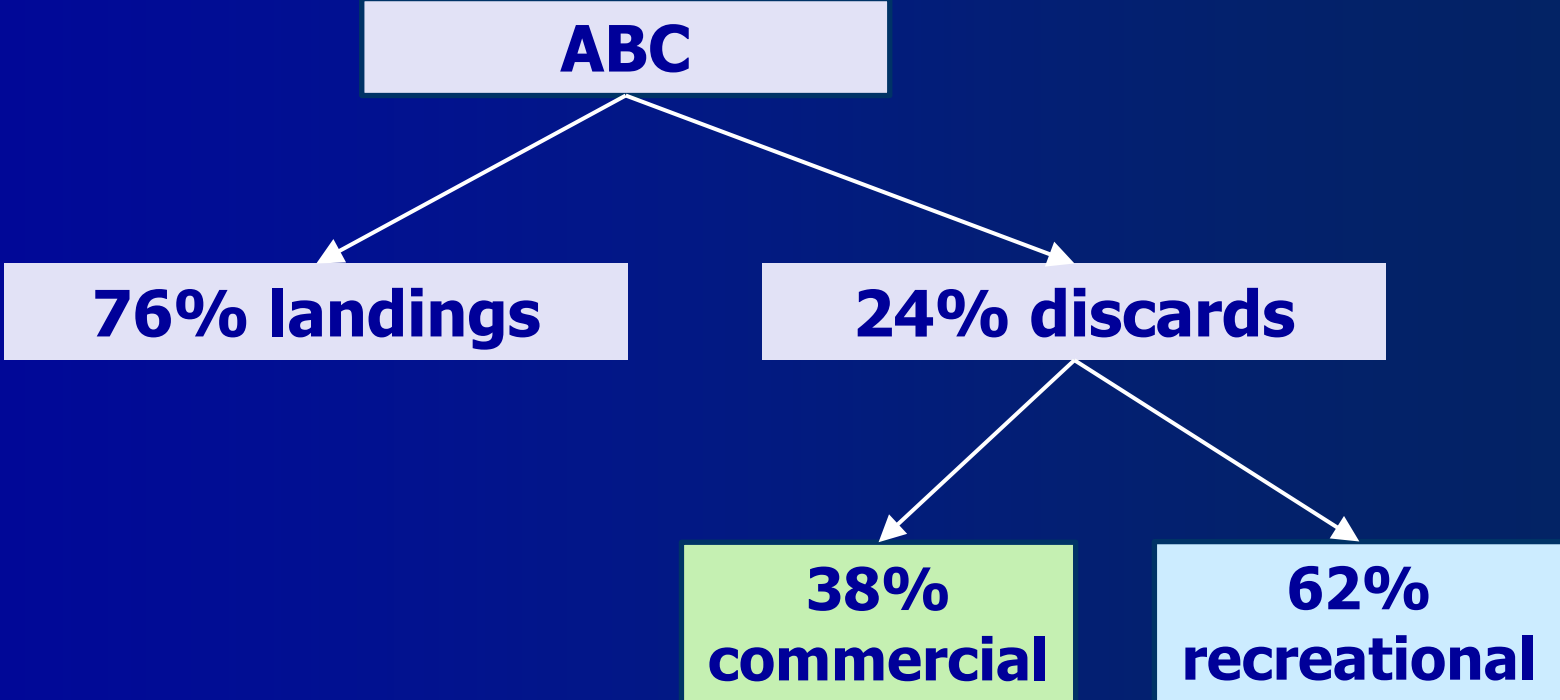 ABC
76% landings
24% discards
38%
commercial
62%
recreational